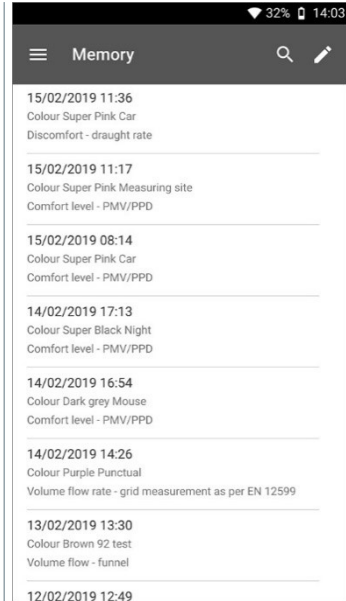 32% 14:03
Memory
15/02/2019 11:36
Colour Super Pink Car
Discomfort - draught rate
15/02/2019 11:17
Colour Super Pink Measuring site
Comfort level - PMV/PPD
15/02/2019 08:14
Colour Super Pink Car
Comfort level - PMV/PPD
14/02/2019 17:13
Colour Super Black Night
Comfort level - PMV/PPD
14/02/2019 16:54
Colour Dark grey Mouse
Comfort level - PMV/PPD
14/02/2019 14:26
Colour Purple Punctual
Volume flow rate - grid measurement as per EN 12599
13/02/2019 13:30
Colour Brown 92 test
Volume flow - funnel
12/02/2019 12:49